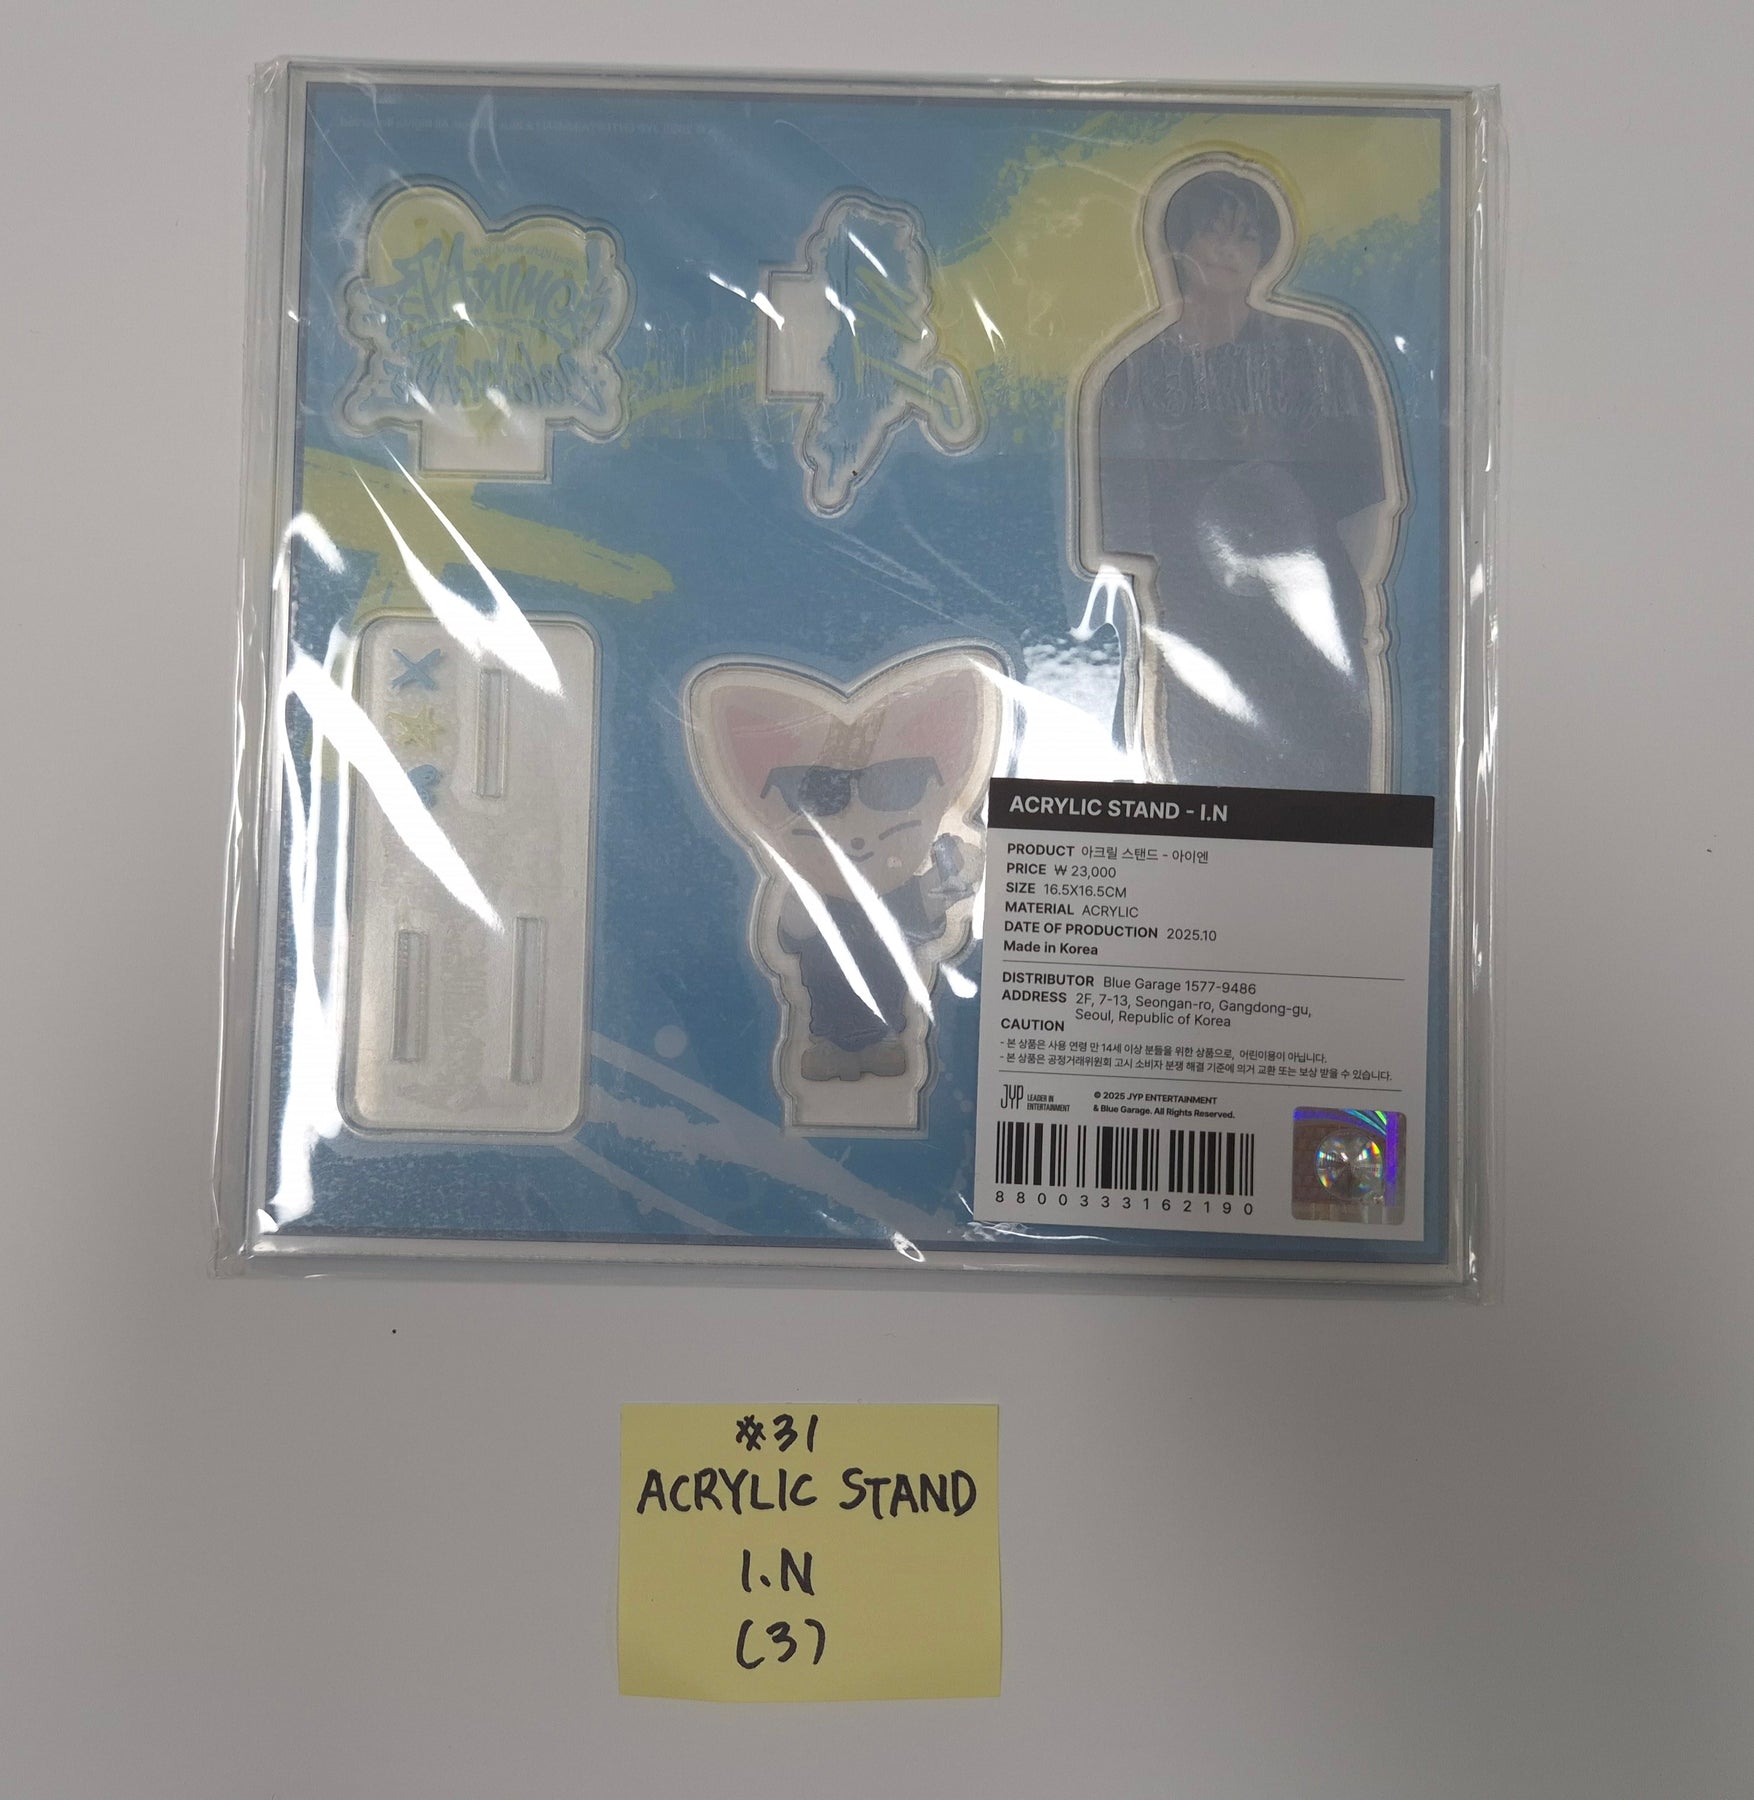 ACRYLIC STAND - I.N
PRODUCT 아크릴 스탠드 - 아이엔
PRICE ₩ 23,000
SIZE 16.5X16.5CM
MATERIAL ACRYLIC
DATE OF PRODUCTION 2025.10
Made in Korea
DISTRIBUTOR Blue Garage 1577-9486
ADDRESS 2F, 7-13, Seongan-ro, Gangdong-gu,
Seoul, Republic of Korea
CAUTION
- 본 상품은 사용 연령 만 14세 이상 분들을 위한 상품으로, 어린이용이 아닙니다.
- 본 상품은 공정거래위원회 고시 소비자 분쟁 해결 기준에 의거 교환 또는 보상 받을 수 있습니다.
JYP LEADER IN
ENTERTAINMENT
© 2025 JYP ENTERTAINMENT
& Blue Garage. All Rights Reserved.
8800333162190
#31
ACRYLIC STAND
I.N
(3)